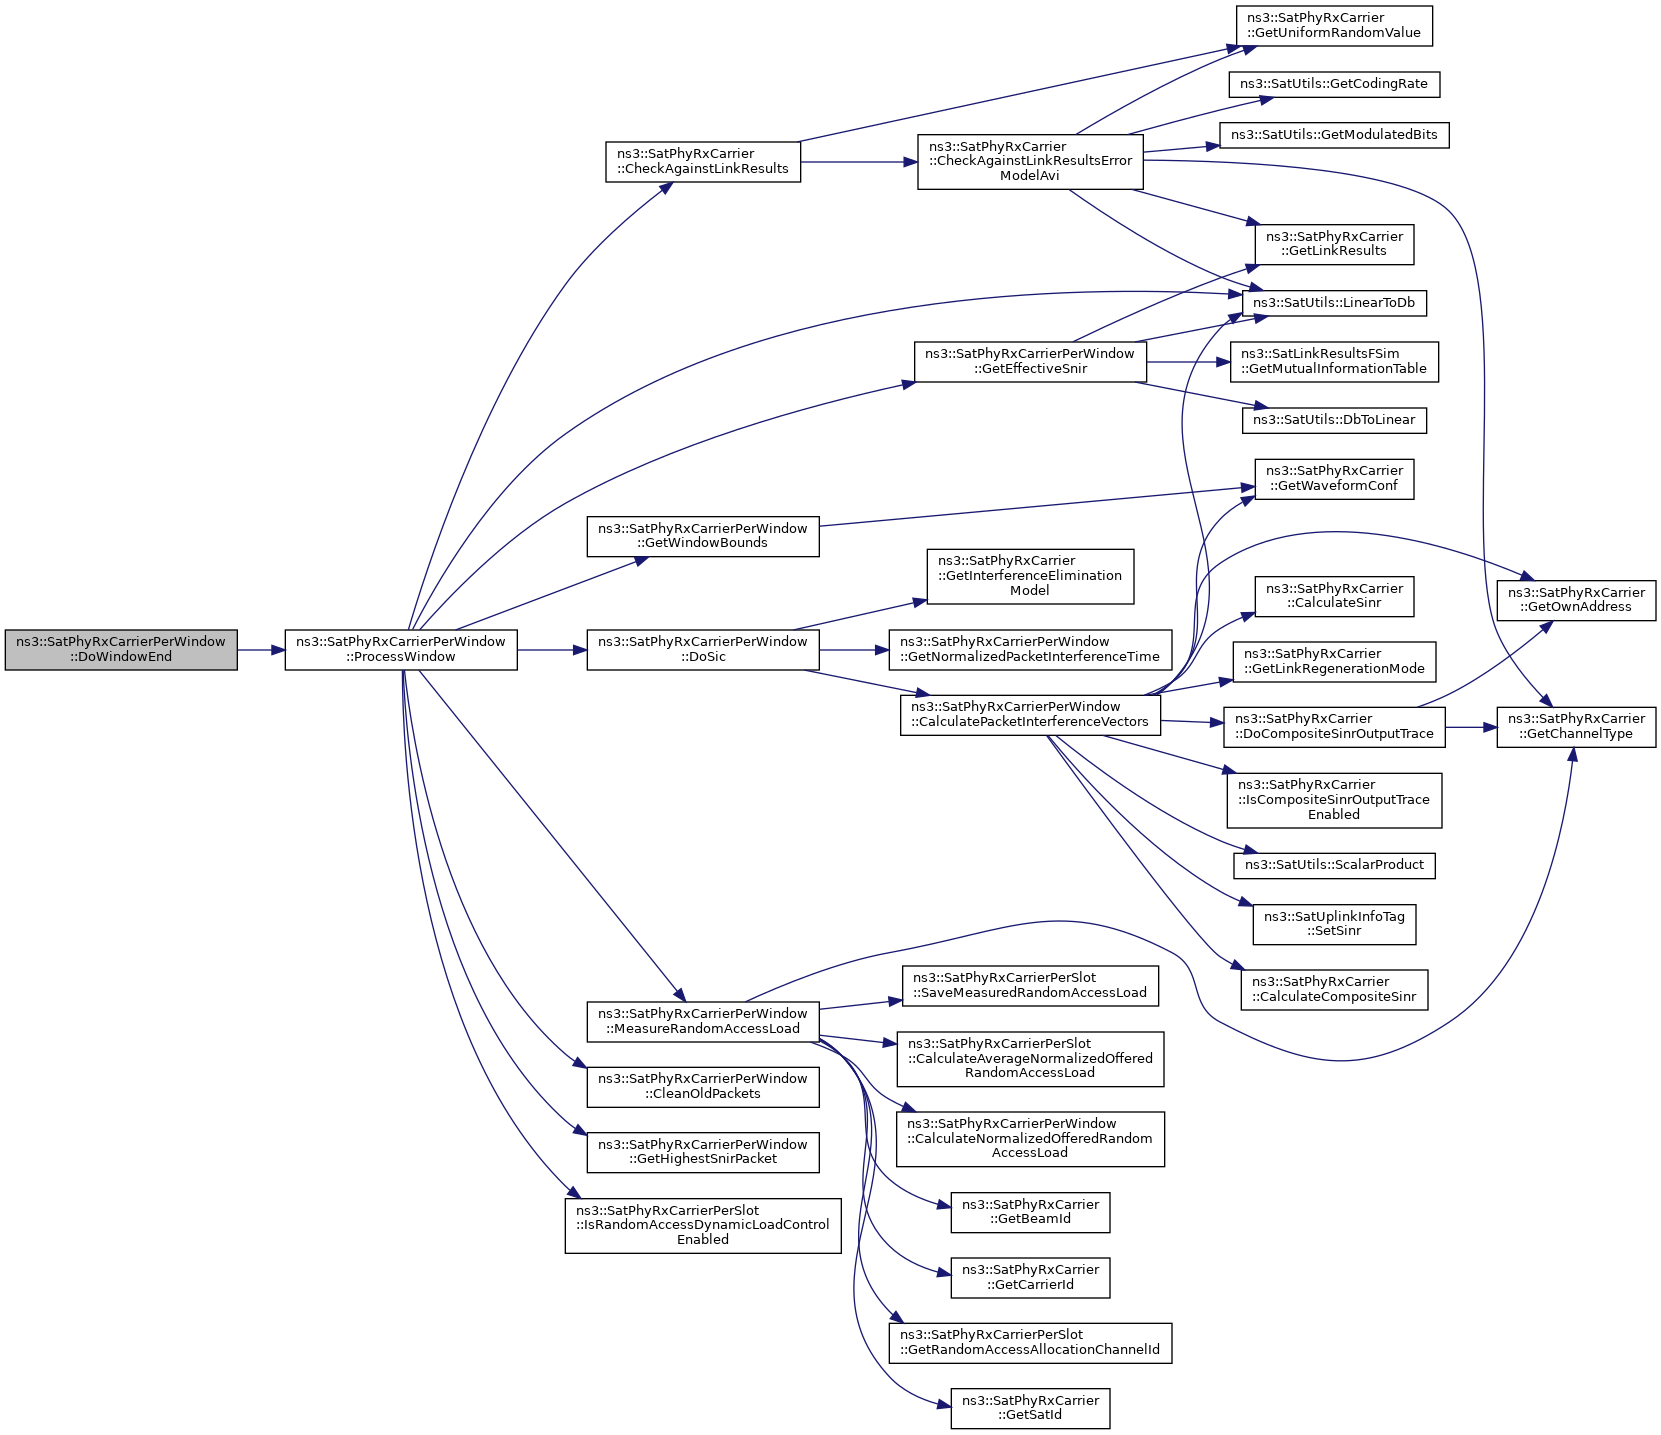 ns3::SatPhyRxCarrierPerWindow
::DoWindowEnd
ns3::SatPhyRxCarrierPerWindow
::ProcessWindow
ns3::SatPhyRxCarrier
::CheckAgainstLinkResults
ns3::SatPhyRxCarrierPerWindow
::GetWindowBounds
ns3::SatPhyRxCarrierPerWindow
::DoSic
ns3::SatPhyRxCarrierPerWindow
::MeasureRandomAccessLoad
ns3::SatPhyRxCarrierPerWindow
::CleanOldPackets
ns3::SatPhyRxCarrierPerWindow
::GetHighestSnirPacket
ns3::SatPhyRxCarrierPerSlot
::IsRandomAccessDynamicLoadControl
Enabled
ns3::SatPhyRxCarrier
::CheckAgainstLinkResultsError
ModelAvi
ns3::SatPhyRxCarrierPerWindow
::GetEffectiveSnir
ns3::SatPhyRxCarrier
::GetInterferenceElimination
Model
ns3::SatPhyRxCarrierPerWindow
::GetNormalizedPacketInterferenceTime
ns3::SatPhyRxCarrierPerWindow
::CalculatePacketInterferenceVectors
ns3::SatPhyRxCarrierPerSlot
::SaveMeasuredRandomAccessLoad
ns3::SatPhyRxCarrierPerSlot
::CalculateAverageNormalizedOffered
RandomAccessLoad
ns3::SatPhyRxCarrierPerWindow
::CalculateNormalizedOfferedRandom
AccessLoad
ns3::SatPhyRxCarrier
::GetBeamId
ns3::SatPhyRxCarrier
::GetCarrierId
ns3::SatPhyRxCarrierPerSlot
::GetRandomAccessAllocationChannelId
ns3::SatPhyRxCarrier
::GetSatId
ns3::SatPhyRxCarrier
::GetUniformRandomValue
ns3::SatUtils::GetCodingRate
ns3::SatUtils::GetModulatedBits
ns3::SatPhyRxCarrier
::GetLinkResults
ns3::SatUtils::LinearToDb
ns3::SatLinkResultsFSim
::GetMutualInformationTable
ns3::SatUtils::DbToLinear
ns3::SatPhyRxCarrier
::GetWaveformConf
ns3::SatPhyRxCarrier
::CalculateSinr
ns3::SatPhyRxCarrier
::GetLinkRegenerationMode
ns3::SatPhyRxCarrier
::DoCompositeSinrOutputTrace
ns3::SatPhyRxCarrier
::IsCompositeSinrOutputTrace
Enabled
ns3::SatUtils::ScalarProduct
ns3::SatUplinkInfoTag
::SetSinr
ns3::SatPhyRxCarrier
::CalculateCompositeSinr
ns3::SatPhyRxCarrier
::GetOwnAddress
ns3::SatPhyRxCarrier
::GetChannelType